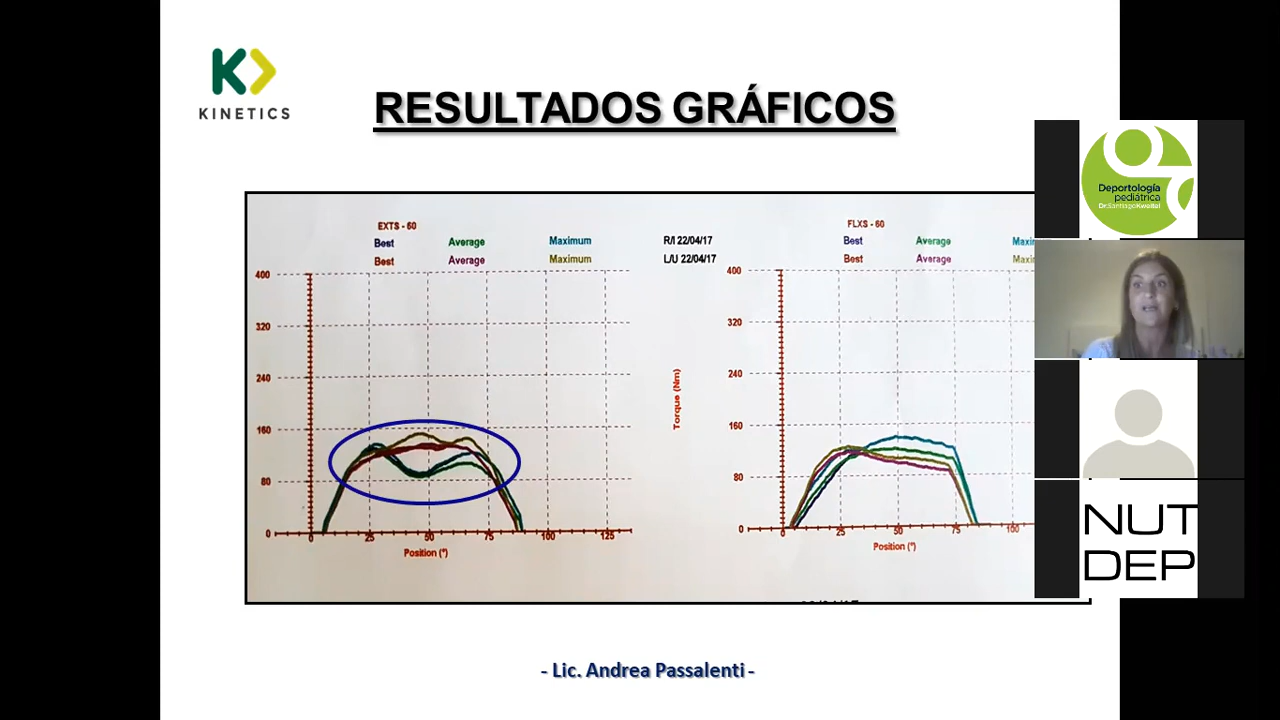 KINETICS
RESULTADOS GRÁFICOS
EXTS - 60
Best Average Maximum R/I 22/04/17
Best Average Maximum L/U 22/04/17
400
320
240
160
80
0
0 25 50 75 100 125
Position (°)
FLXS - 60
Best Average
Best Average
Torque (Nm)
400
320
240
160
80
0
0 25 50 75 100
Position (°)
- Lic. Andrea Passalenti -
Deportología
pediátrica
Dr. Santiago Kweitel
NUT
DEP